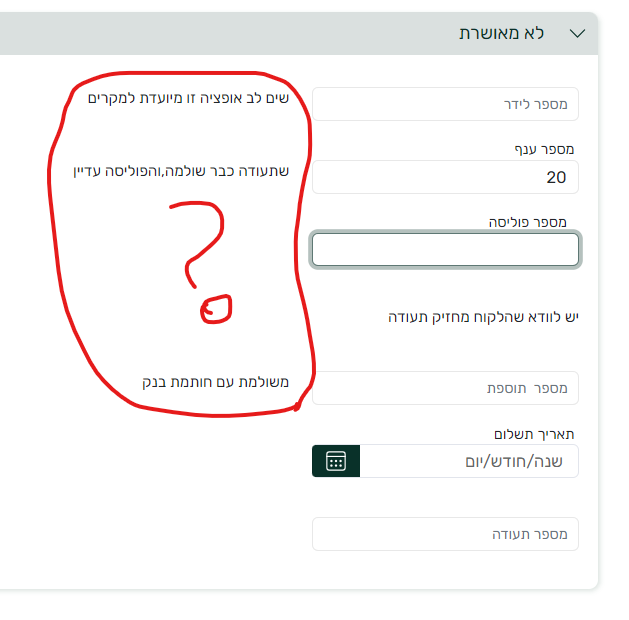 לא מאושרת
מספר לידר
שים לב אופציה זו מיועדת למקרים
מספר ענף
20
שתעודה כבר שולמה,והפוליסה עדיין
מספר פוליסה
?
יש לוודא שהלקוח מחזיק תעודה
מספר תוספת
משולמת עם חותמת בנק
תאריך תשלום
שנה/חודש/יום
מספר תעודה